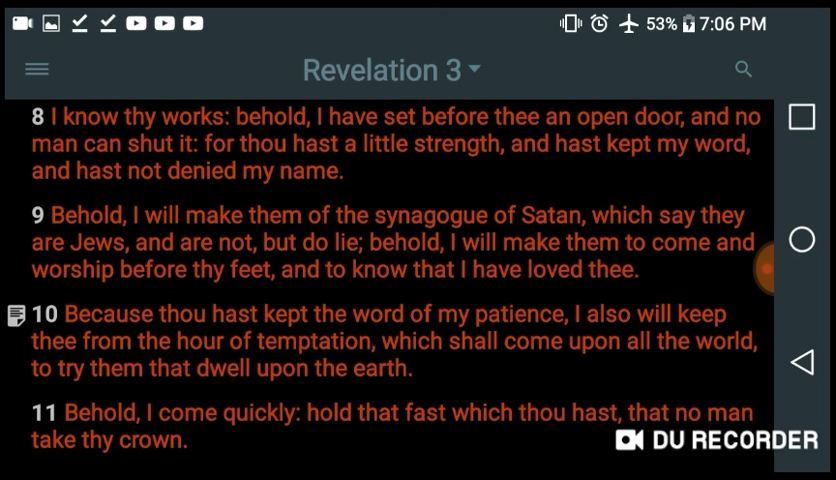 53% 7:06 PM
Revelation 3
8 I know thy works: behold, I have set before thee an open door, and no
man can shut it: for thou hast a little strength, and hast kept my word,
and hast not denied my name.
9 Behold, I will make them of the synagogue of Satan, which say they
are Jews, and are not, but do lie; behold, I will make them to come and
worship before thy feet, and to know that I have loved thee.
10 Because thou hast kept the word of my patience, I also will keep
thee from the hour of temptation, which shall come upon all the world,
to try them that dwell upon the earth.
11 Behold, I come quickly: hold that fast which thou hast, that no man
take thy crown.
DU RECORDER